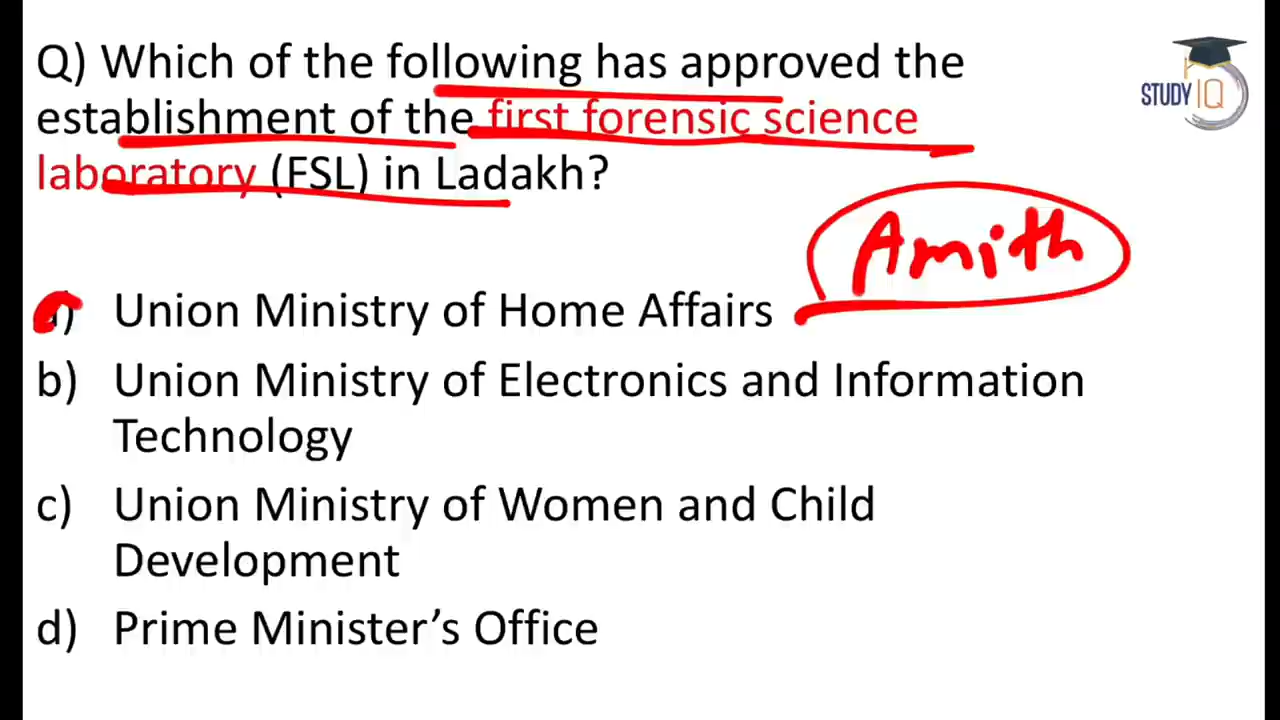 Q) Which of the following has approved the
establishment of the first forensic science
laboratory (FSL) in Ladakh?
STUDY IQ
Amith
a) Union Ministry of Home Affairs
b) Union Ministry of Electronics and Information
Technology
c) Union Ministry of Women and Child
Development
d) Prime Minister’s Office